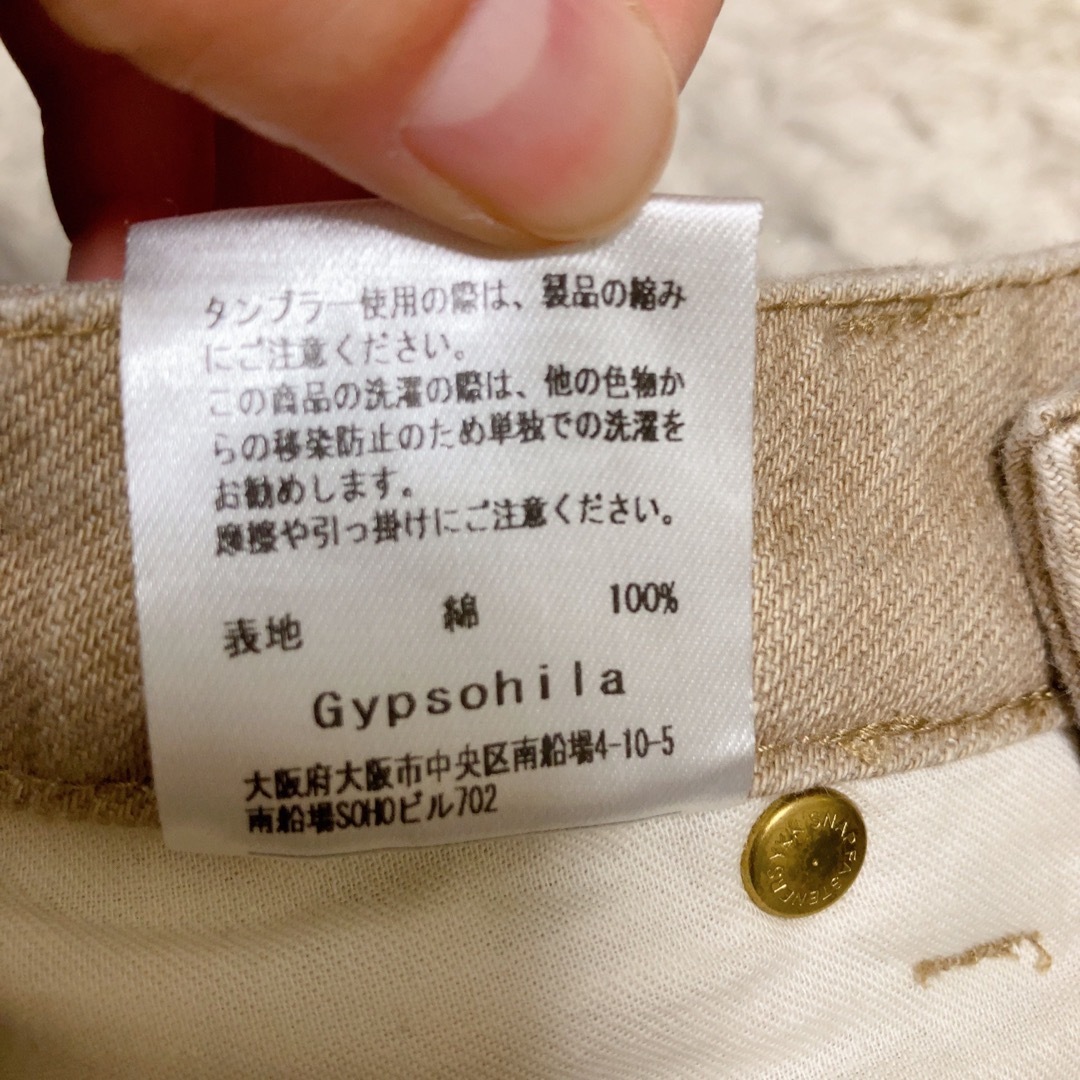 タンブラー使用の際は、製品の縮み
にご注意ください。
この商品の洗濯の際は、他の色物か
らの移染防止のため単独での洗濯を
お勧めします。
摩擦や引っ掛けにご注意ください。
表地 綿 100%
Gypsohila
大阪府大阪市中央区南船場4-10-5
南船場SOHOビル702
YKK SNAP FASTENERS